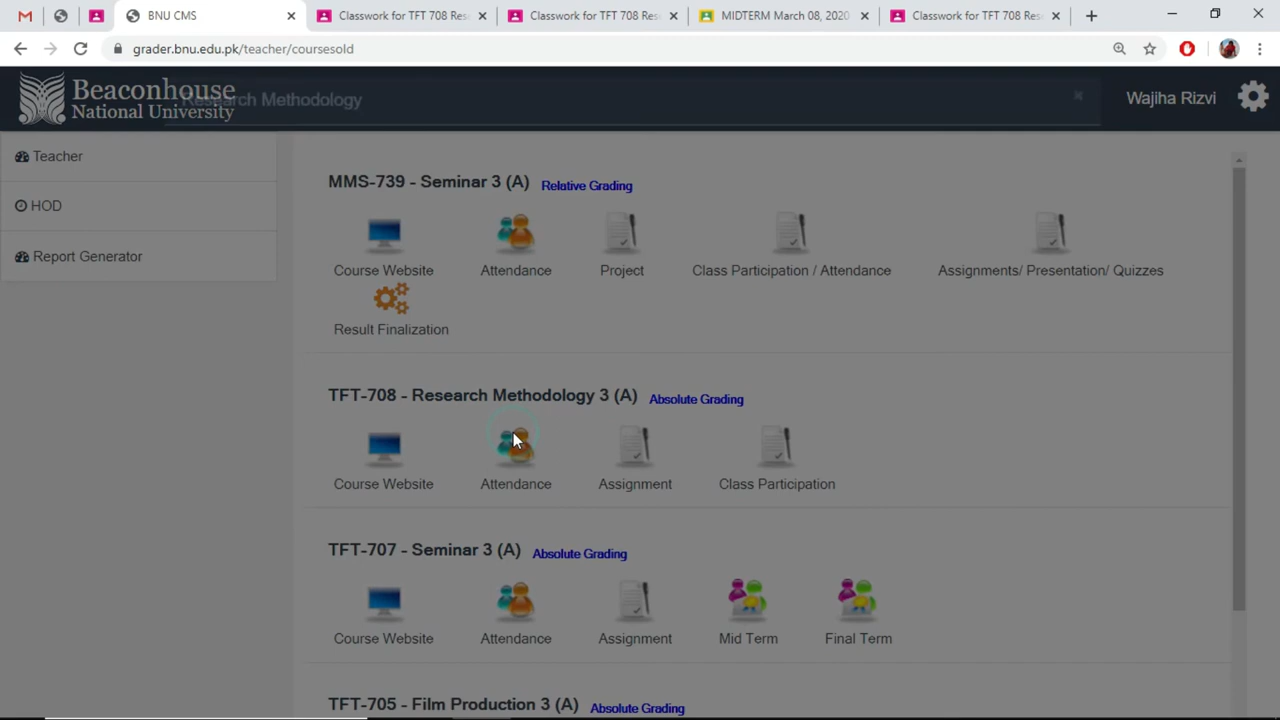 BNU CMS
Classwork for TFT 708 Res
Classwork for TFT 708 Res
MIDTERM March 08, 2020
Classwork for TFT 708 Res
grader.bnu.edu.pk/teacher/coursesold
Beaconhouse
National University
Research Methodology
Wajiha Rizvi
Teacher
HOD
Report Generator
MMS-739 - Seminar 3 (A) Relative Grading
Course Website
Attendance
Project
Class Participation / Attendance
Assignments/ Presentation/ Quizzes
Result Finalization
TFT-708 - Research Methodology 3 (A) Absolute Grading
Course Website
Attendance
Assignment
Class Participation
TFT-707 - Seminar 3 (A) Absolute Grading
Course Website
Attendance
Assignment
Mid Term
Final Term
TFT-705 - Film Production 3 (A) Absolute Grading